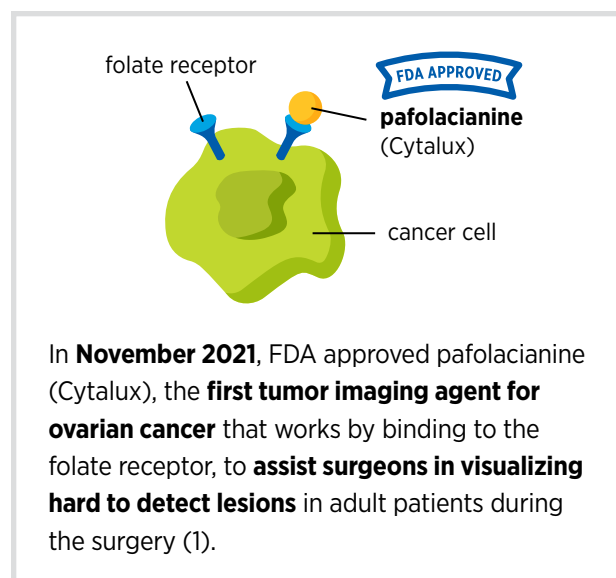 folate receptor
FDA APPROVED
pafolacianine
(Cytalux)
cancer cell
In November 2021, FDA approved pafolacianine
(Cytalux), the first tumor imaging agent for
ovarian cancer that works by binding to the
folate receptor, to assist surgeons in visualizing
hard to detect lesions in adult patients during
the surgery (1).